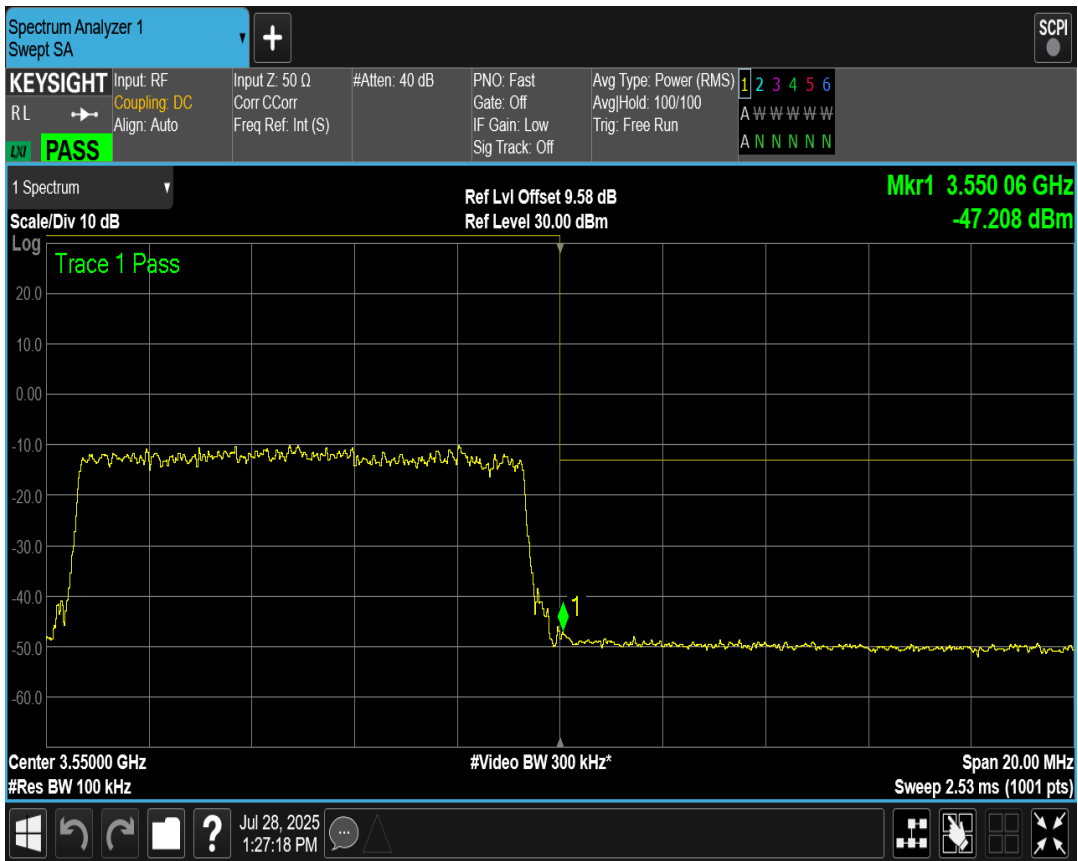 Spectrum Analyzer 1
Swept SA
+
SCPI
KEYSIGHT
RL
LXI PASS
Input: RF
Coupling: DC
Align: Auto
Input Z: 50 Ω
Corr CCorr
Freq Ref: Int (S)
#Atten: 40 dB
PNO: Fast
Gate: Off
IF Gain: Low
Sig Track: Off
Avg Type: Power (RMS)
Avg|Hold: 100/100
Trig: Free Run
1 2 3 4 5 6
A W W W W W
A N N N N N
1 Spectrum
Scale/Div 10 dB
Ref Lvl Offset 9.58 dB
Ref Level 30.00 dBm
Mkr1 3.550 06 GHz
-47.208 dBm
Log
Trace 1 Pass
20.0
10.0
0.00
-10.0
-20.0
-30.0
-40.0
1
-50.0
-60.0
Center 3.55000 GHz
#Video BW 300 kHz*
Span 20.00 MHz
#Res BW 100 kHz
Sweep 2.53 ms (1001 pts)
?
Jul 28, 2025
1:27:18 PM